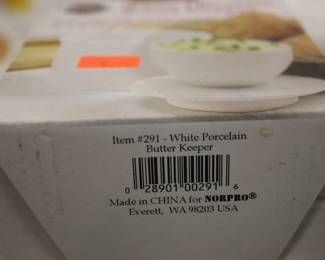 Item #291 - White Porcelain
Butter Keeper
0 28901 00291 6
Made in CHINA for NORPRO®
Everett, WA 98203 USA